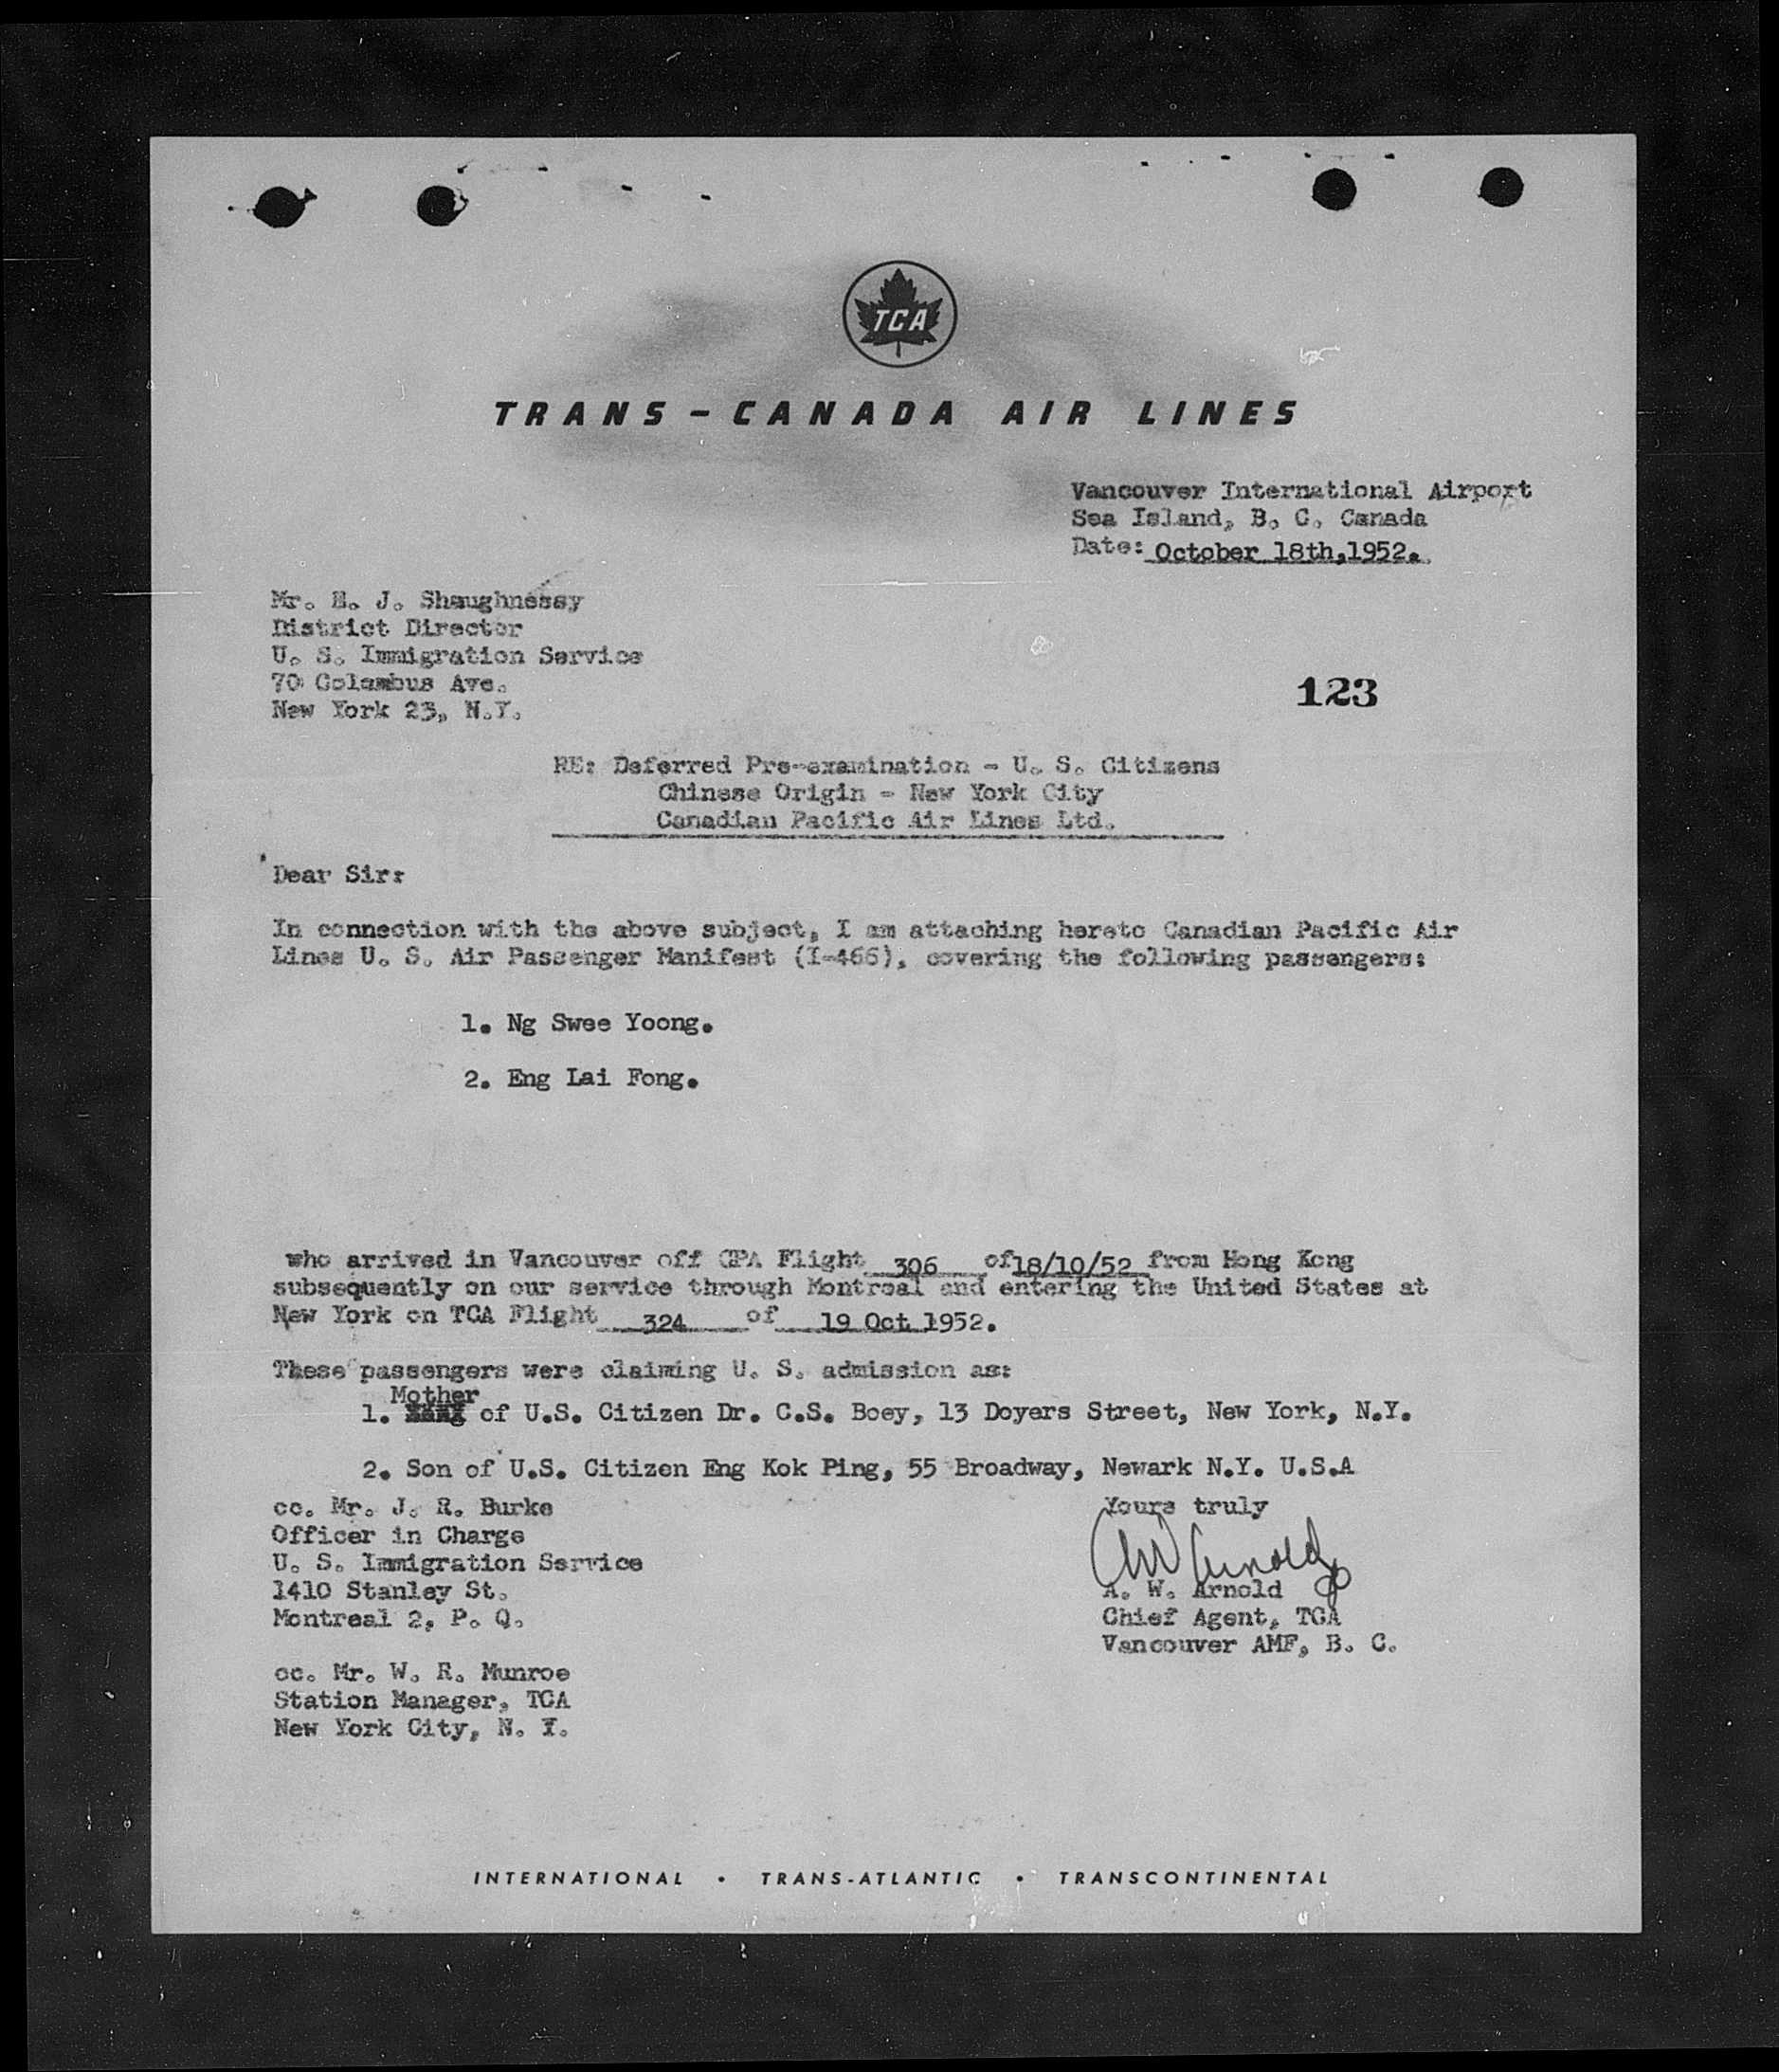 TCA
TRANS-CANADA AIR LINES
Vancouver International Airport
Sea Island, B. C. Canada
Date: October 18th,1952.
Mr. E. J. Shaughnessy
District Director
U. S. Immigration Service
70 Columbus Ave.
New York 23, N.Y.
123
RE: Deferred Pre-examination - U. S. Citizens
Chinese Origin - New York City
Canadian Pacific Air Lines Ltd.
Dear Sir:
In connection with the above subject, I am attaching hereto Canadian Pacific Air
Lines U. S. Air Passenger Manifest (I-466), covering the following passengers:
1. Ng Swee Yoong.
2. Eng Lai Fong.
who arrived in Vancouver off CPA Flight 306 of 18/10/52 from Hong Kong
subsequently on our service through Montreal and entering the United States at
New York on TCA Flight 324 of 19 Oct 1952.
These passengers were claiming U. S. admission as:
Mother
1. of U.S. Citizen Dr. C.S. Boey, 13 Doyers Street, New York, N.Y.
2. Son of U.S. Citizen Eng Kok Ping, 55 Broadway, Newark N.Y. U.S.A
cc. Mr. J. R. Burke
Officer in Charge
U. S. Immigration Service
1410 Stanley St.
Montreal 2, P. Q.
Yours truly
AW Arnold
A. W. Arnold
Chief Agent, TCA
Vancouver AMF, B. C.
cc. Mr. W. R. Munroe
Station Manager, TCA
New York City, N. Y.
INTERNATIONAL • TRANS-ATLANTIC • TRANSCONTINENTAL